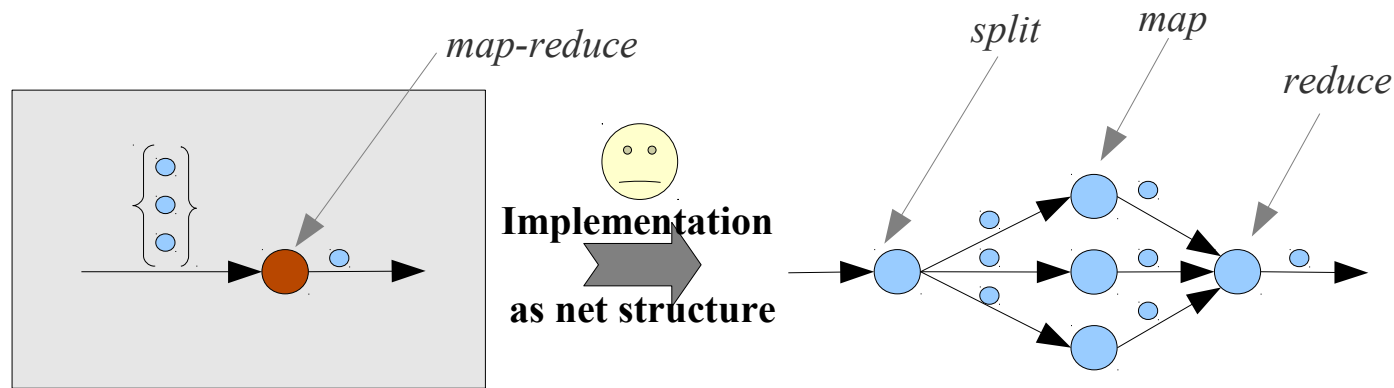 map-reduce
Implementation
as net structure
split
map
reduce